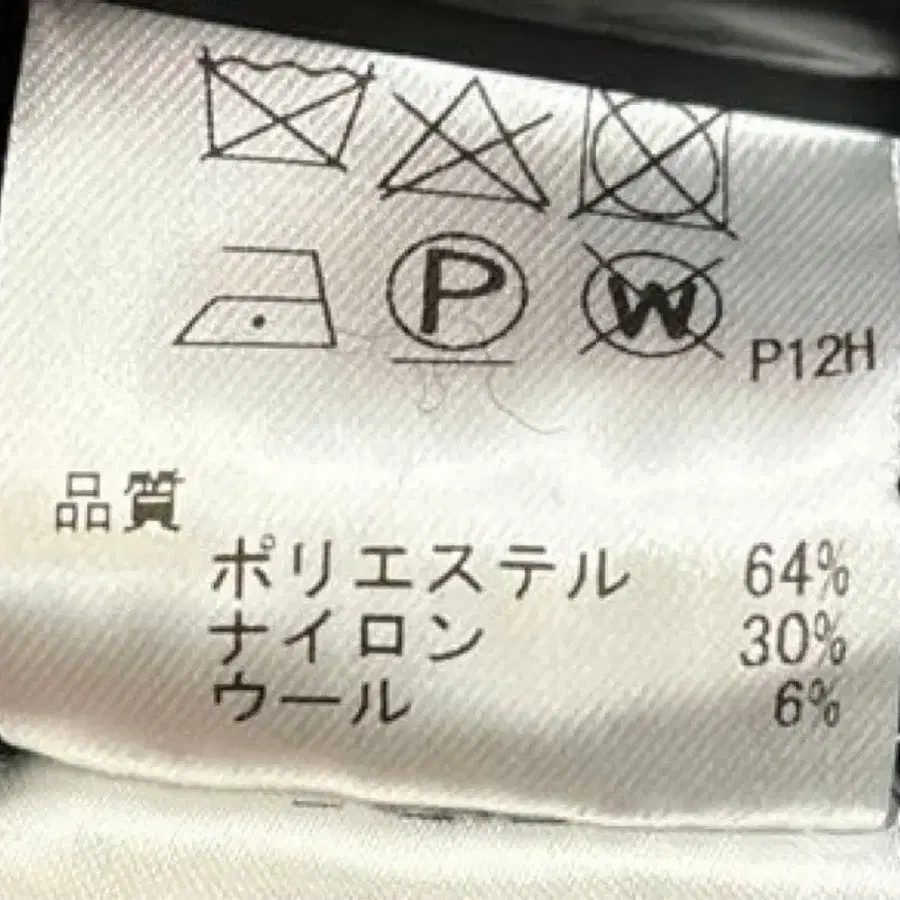 P
W
P12H
品質
ポリエステル 64%
ナイロン 30%
ウール 6%